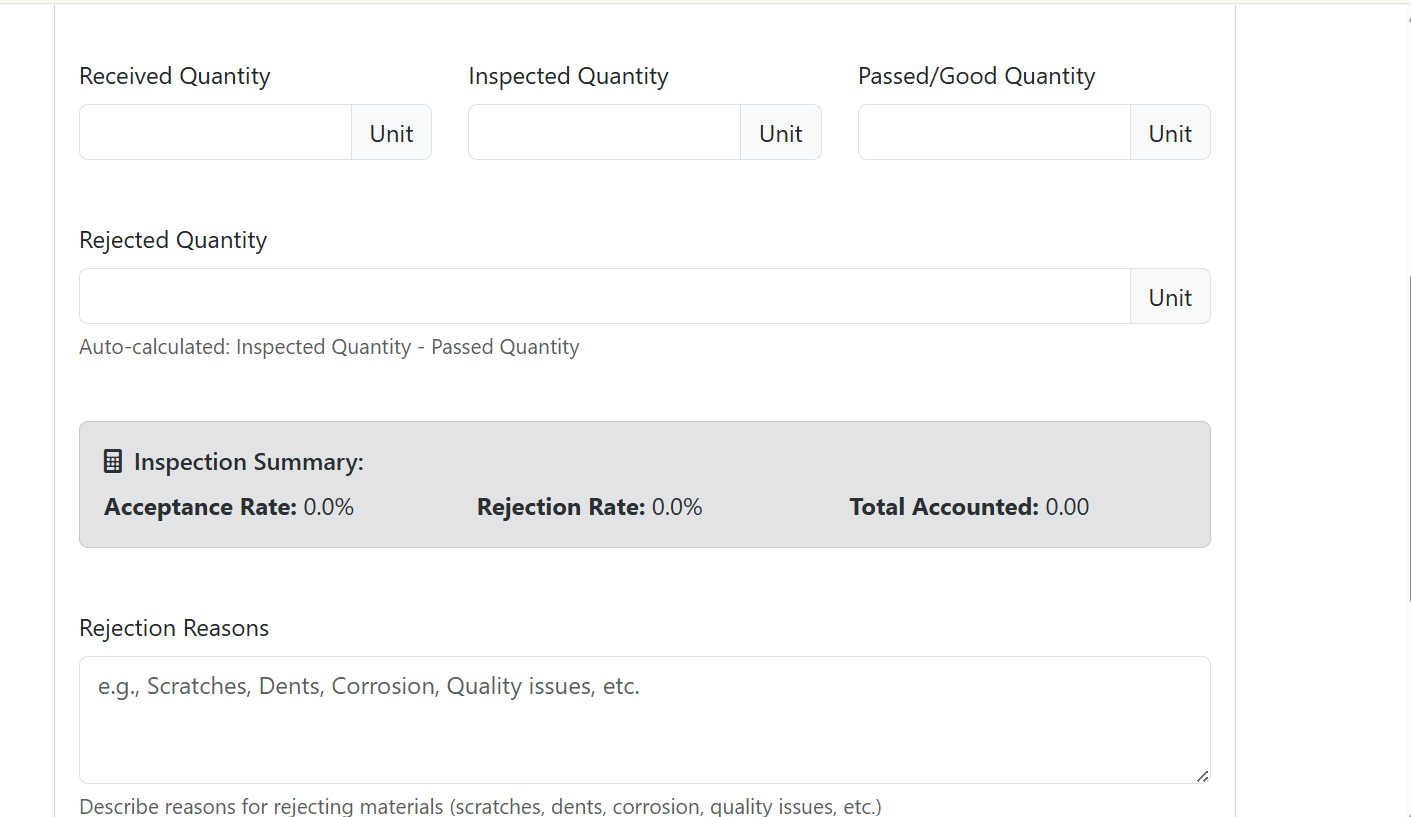 Received Quantity Inspected Quantity Passed/Good Quantity
Unit Unit Unit
Rejected Quantity
Unit
Auto-calculated: Inspected Quantity - Passed Quantity
Inspection Summary:
Acceptance Rate: 0.0% Rejection Rate: 0.0% Total Accounted: 0.00
Rejection Reasons
e.g., Scratches, Dents, Corrosion, Quality issues, etc.
Describe reasons for rejecting materials (scratches, dents, corrosion, quality issues, etc.)